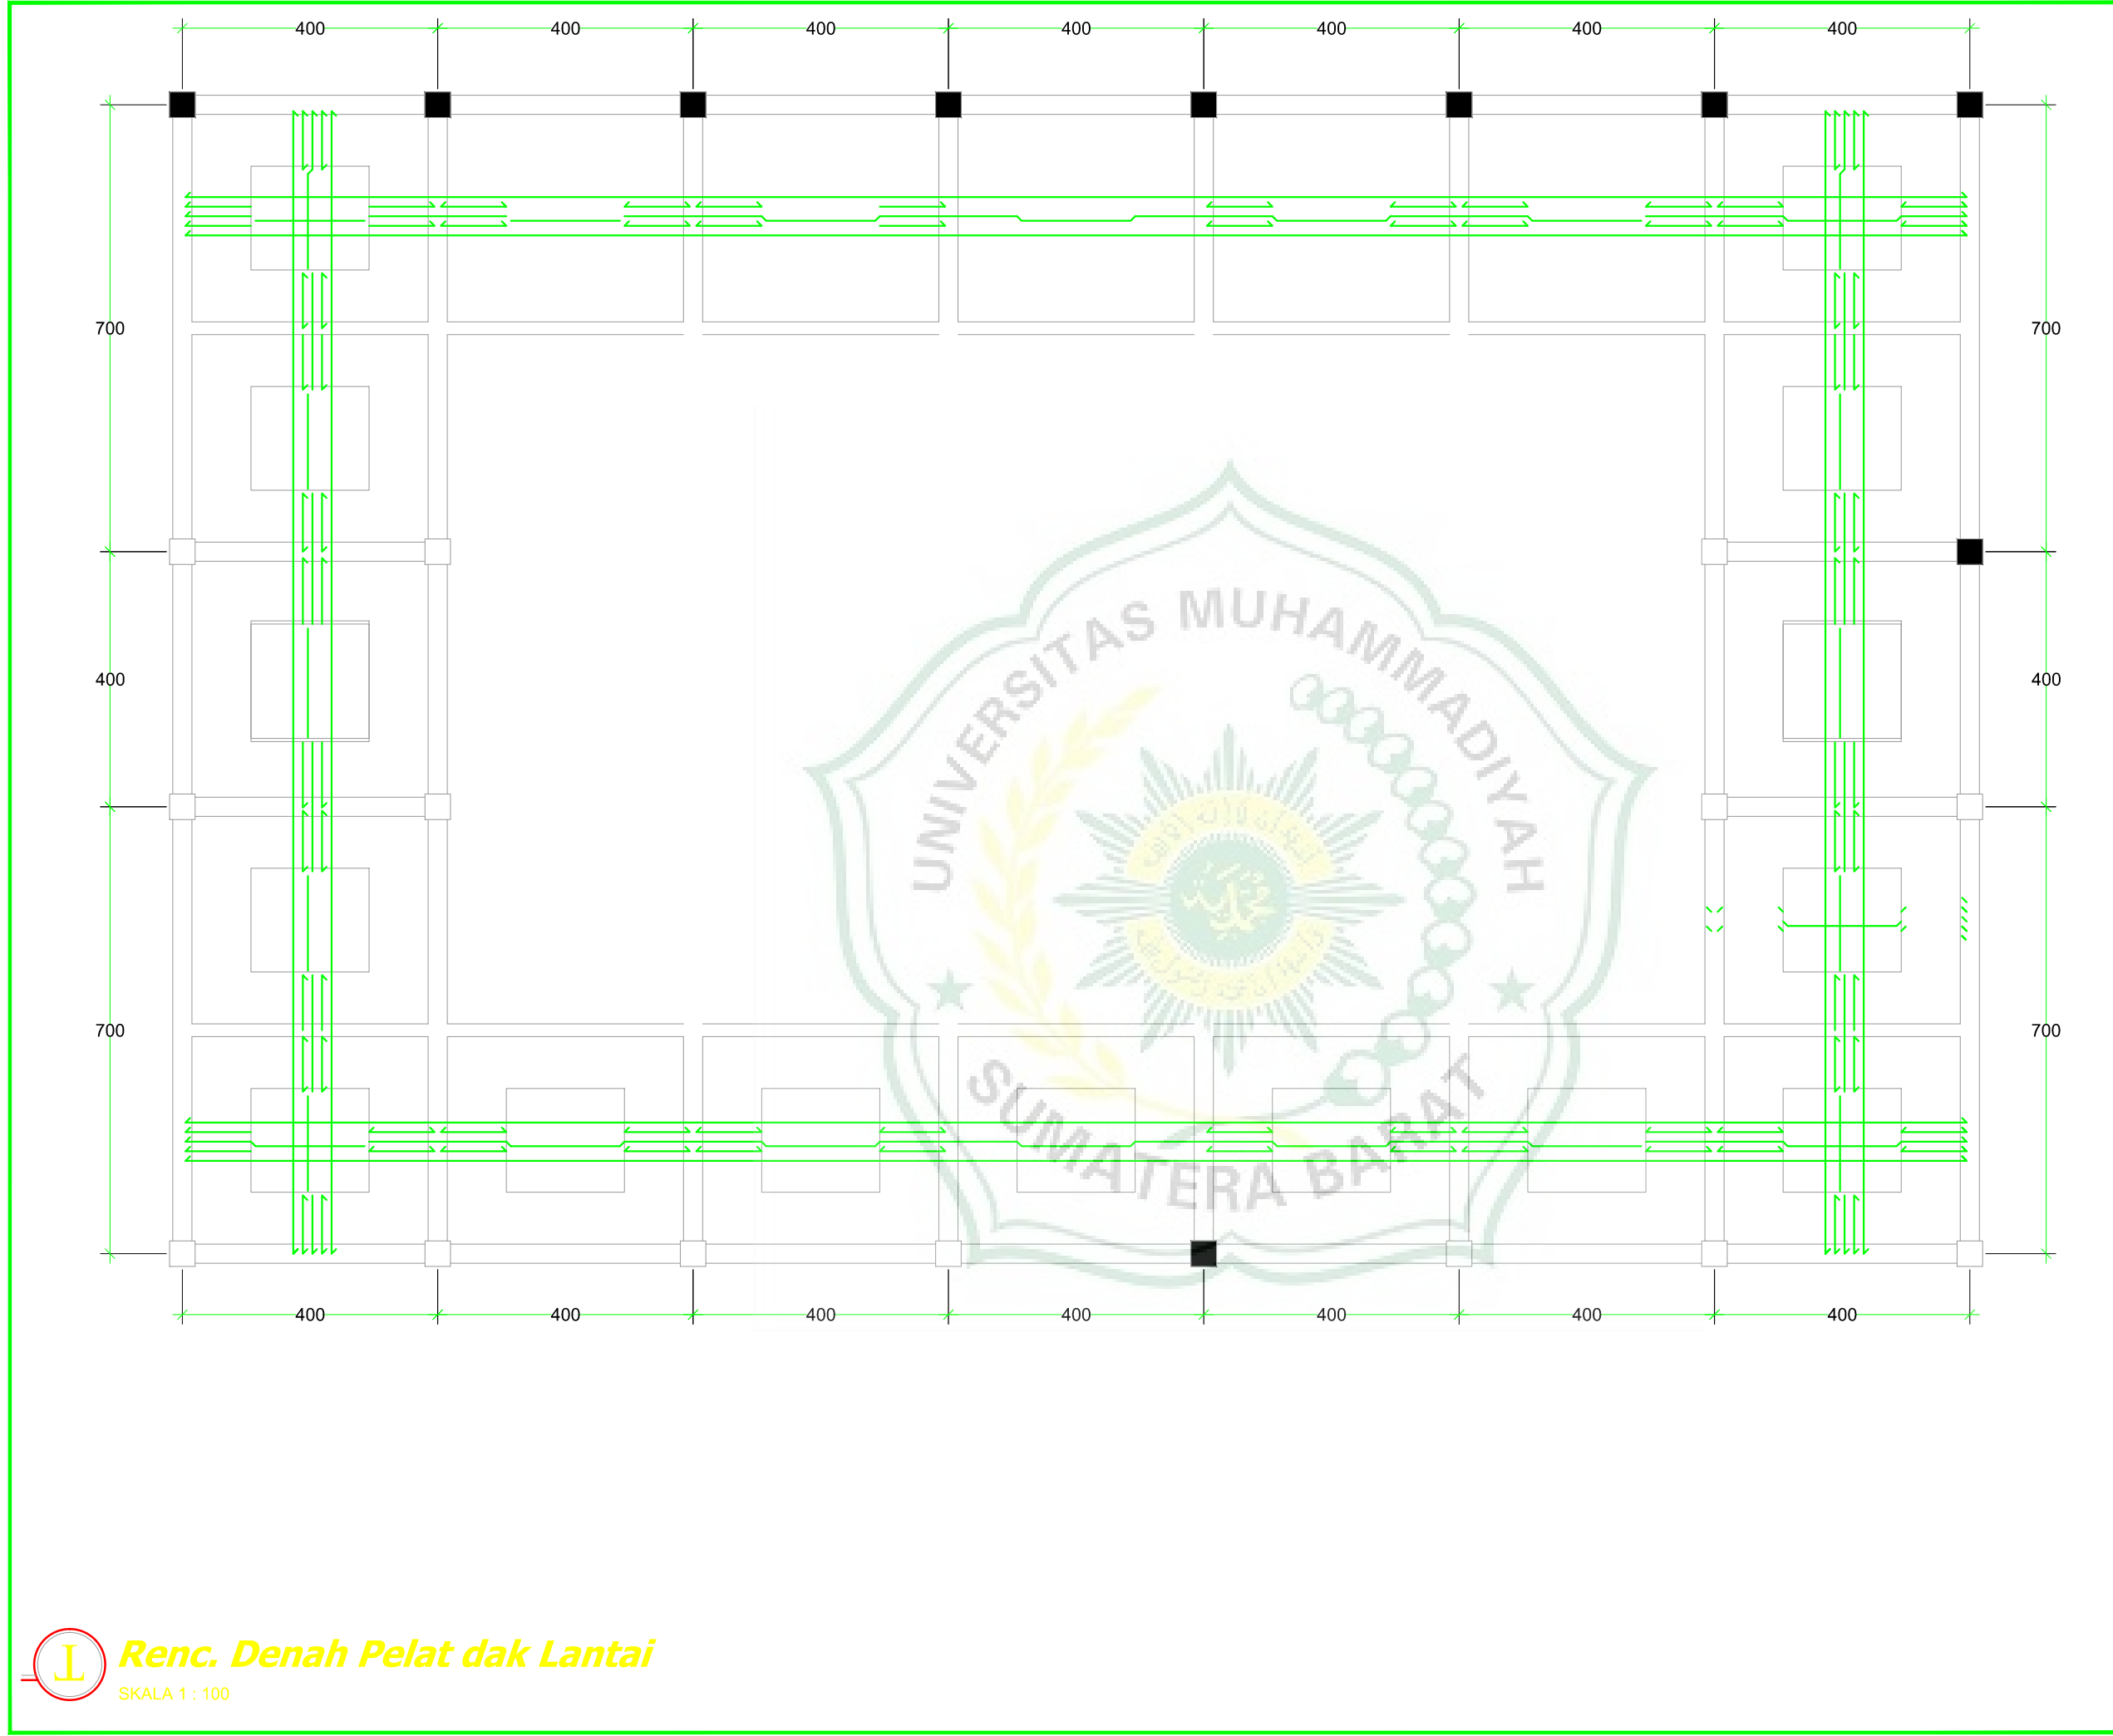 400 400 400 400 400 400 400
700 700
UNIVERSITAS MUHAMMADIYAH
400 400
700 700
SUMATERA BARAT
400 400 400 400 400 400 400
Renc. Denah Pelat dak Lantai
SKALA 1 : 100